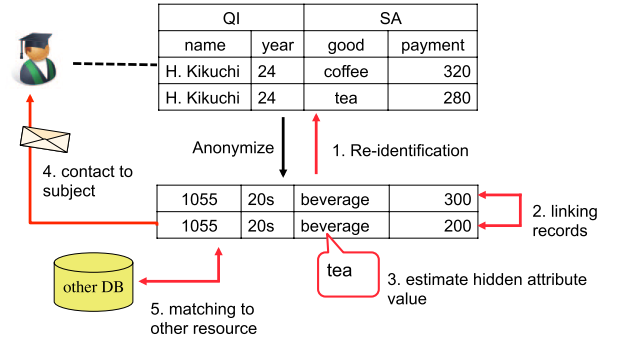 QI SA
name year good payment
H. Kikuchi 24 coffee 320
H. Kikuchi 24 tea 280
Anonymize
1. Re-identification
4. contact to
subject
1055 20s beverage 300
1055 20s beverage 200
2. linking
records
tea
3. estimate hidden attribute
value
other DB
5. matching to
other resource